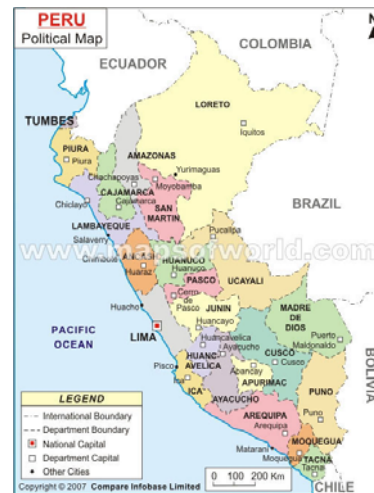 PERU
Political Map
N
COLOMBIA
ECUADOR
LORETO
TUMBES
Iquitos
PIURA
Piura
AMAZONAS
Yurimaguas
Chachapoyas
Moyobamba
CAJAMARCA
Cajamarca
Chiclayo
SAN
MARTIN
BRAZIL
LAMBAYEQUE
Salaverry
Pucallpa
www.mapsofworld.com
Chimbote
ANCASH
Huaraz
HUANUCO
Huanuco
UCAYALI
PASCO
Cerro
de
Pasco
Huacho
JUNIN
MADRE
DE
DIOS
LIMA
Huancayo
Puerto
Maldonado
PACIFIC
OCEAN
Huancavelica
HUANC-
AVELICA
Ayacucho
CUSCO
Cusco
Pisco
Abancay
APURIMAC
BOLIVIA
Ica
ICA
AYACUCHO
PUNO
Puno
AREQUIPA
Arequipa
Matarani
MOQUEGUA
Moquegua
TACNA
Tacna
CHILE
LEGEND
International Boundary
Department Boundary
National Capital
Department Capital
Other Cities
0 100 200 Km
Copyright © 2007 Compare Infobase Limited